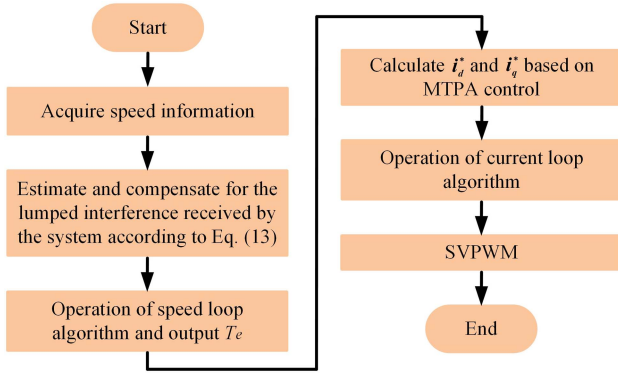 Start
Acquire speed information
Estimate and compensate for the
lumped interference received by
the system according to Eq. (13)
Operation of speed loop
algorithm and output Te
Calculate i*d and i*q based on
MTPA control
Operation of current loop
algorithm
SVPWM
End